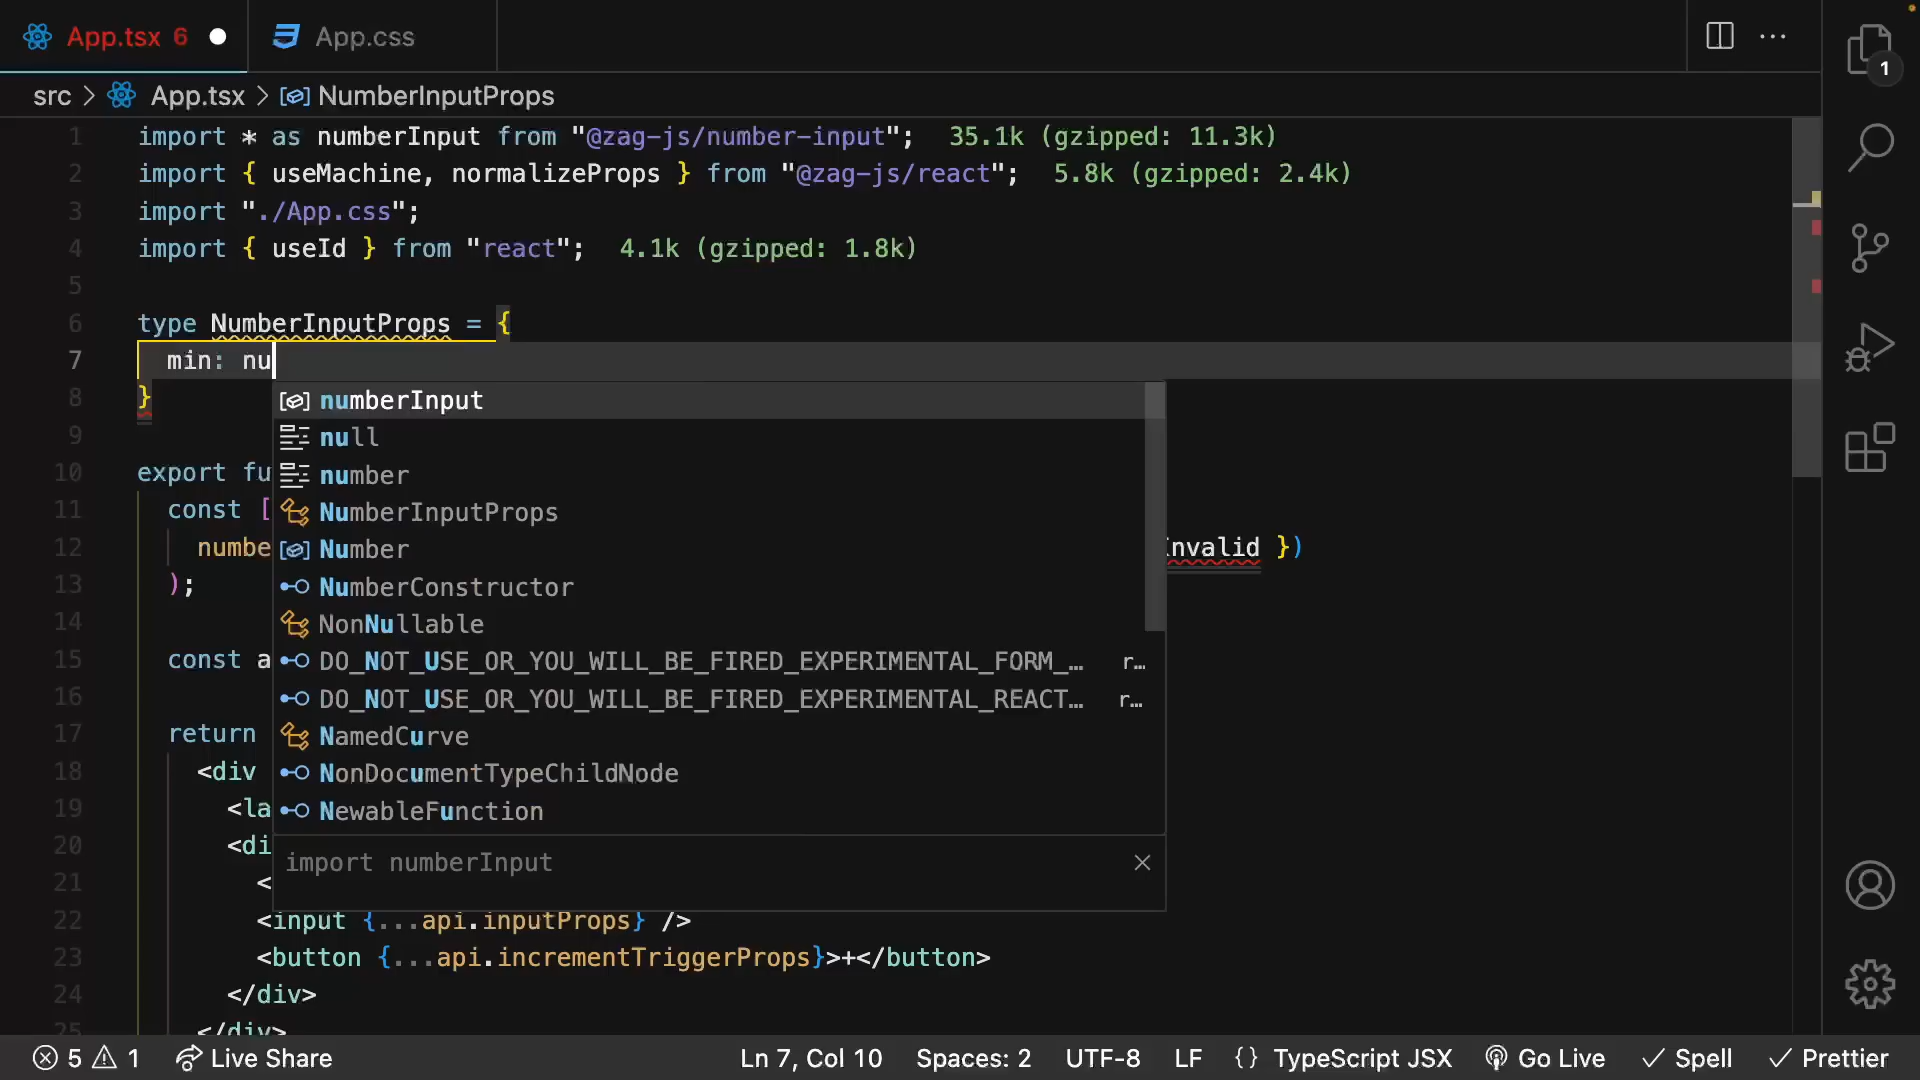 App.tsx 6
App.css
1
src > App.tsx > NumberInputProps
1 import * as numberInput from "@zag-js/number-input"; 35.1k (gzipped: 11.3k)
2 import { useMachine, normalizeProps } from "@zag-js/react"; 5.8k (gzipped: 2.4k)
3 import "./App.css";
4 import { useId } from "react"; 4.1k (gzipped: 1.8k)
5
6 type NumberInputProps = {
7 min: nu
8 }
numberInput
9
null
10 export fu
number
11 const [
NumberInputProps
12 numbe
Number
nvalid })
13 );
NumberConstructor
14
NonNullable
15 const a
DO_NOT_USE_OR_YOU_WILL_BE_FIRED_EXPERIMENTAL_FORM_… r…
16
DO_NOT_USE_OR_YOU_WILL_BE_FIRED_EXPERIMENTAL_REACT… r…
17 return
NamedCurve
18 <div
NonDocumentTypeChildNode
19 <la
NewableFunction
20 <di
import numberInput
21 <
22 <input {...api.inputProps} />
23 <button {...api.incrementTriggerProps}>+</button>
24 </div>
25 </div>
5 1 Live Share Ln 7, Col 10 Spaces: 2 UTF-8 LF {} TypeScript JSX Go Live Spell Prettier